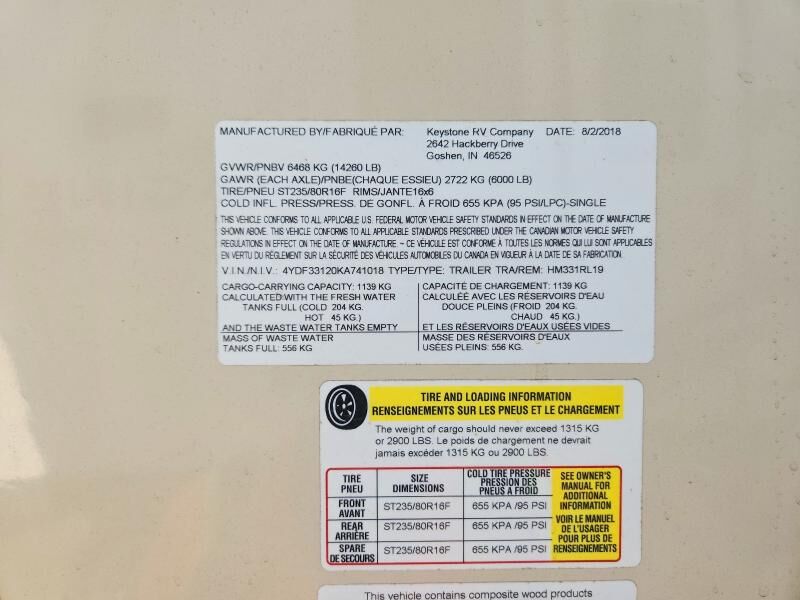 MANUFACTURED BY/FABRIQUÉ PAR: Keystone RV Company DATE: 8/2/2018
2642 Hackberry Drive
Goshen, IN 46526
GVWR/PNBV 6468 KG (14260 LB)
GAWR (EACH AXLE)/PNBE(CHAQUE ESSIEU) 2722 KG (6000 LB)
TIRE/PNEU ST235/80R16F RIMS/JANTE16x6
COLD INFL. PRESS/PRESS. DE GONFL. À FROID 655 KPA (95 PSI/LPC)-SINGLE
THIS VEHICLE CONFORMS TO ALL APPLICABLE U.S. FEDERAL MOTOR VEHICLE SAFETY STANDARDS IN EFFECT ON THE DATE OF MANUFACTURE
SHOWN ABOVE. THIS VEHICLE CONFORMS TO ALL APPLICABLE STANDARDS PRESCRIBED UNDER THE CANADIAN MOTOR VEHICLE SAFETY
REGULATIONS IN EFFECT ON THE DATE OF MANUFACTURE. ~ CE VÉHICULE EST CONFORME À TOUTES LES NORMES QUI LUI SONT APPLICABLES
EN VERTU DU RÈGLEMENT SUR LA SÉCURITÉ DES VÉHICULES AUTOMOBILES DU CANADA EN VIGUEUR À LA DATE DE SA FABRICATION.
V.I.N./N.I.V.: 4YDF33120KA741018 TYPE/TYPE: TRAILER TRA/REM: HM331RL19
CARGO-CARRYING CAPACITY: 1139 KG
CALCULATED WITH THE FRESH WATER
TANKS FULL (COLD 204 KG.)
HOT 45 KG.)
AND THE WASTE WATER TANKS EMPTY
MASS OF WASTE WATER
TANKS FULL: 556 KG
CAPACITÉ DE CHARGEMENT: 1139 KG
CALCULÉE AVEC LES RÉSERVOIRS D'EAU
DOUCE PLEINS (FROID 204 KG.
CHAUD 45 KG.)
ET LES RÉSERVOIRS D'EAUX USÉES VIDES
MASSE DES RÉSERVOIRS D'EAUX
USÉES PLEINS: 556 KG.
TIRE AND LOADING INFORMATION
RENSEIGNEMENTS SUR LES PNEUS ET LE CHARGEMENT
The weight of cargo should never exceed 1315 KG
or 2900 LBS. Le poids de chargement ne devrait
jamais excéder 1315 KG ou 2900 LBS.
TIRE
PNEU
SIZE
DIMENSIONS
COLD TIRE PRESSURE
PRESSION DES
PNEUS A FROID
FRONT
AVANT
ST235/80R16F
655 KPA /95 PSI
REAR
ARRIÈRE
ST235/80R16F
655 KPA /95 PSI
SPARE
DE SECOURS
ST235/80R16F
655 KPA /95 PSI
SEE OWNER'S
MANUAL FOR
ADDITIONAL
INFORMATION
VOIR LE MANUEL
DE L'USAGER
POUR PLUS DE
RENSEIGNEMENTS
This vehicle contains composite wood products